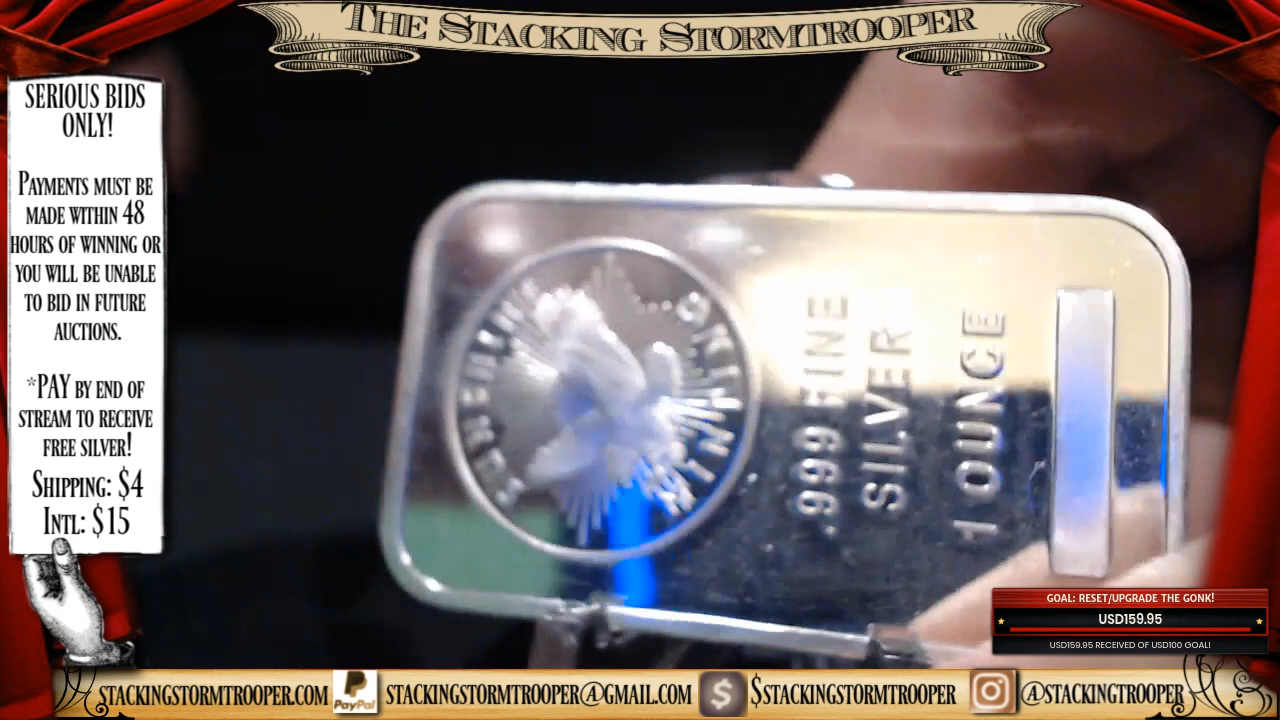 The Stacking Stormtrooper
SERIOUS BIDS
ONLY!
Payments must be
made within 48
hours of winning or
you will be unable
to bid in future
auctions.
*PAY by end of
stream to receive
free silver!
Shipping: $4
Intl: $15
.999 FINE
SILVER
1 OUNCE
GOAL: RESET/UPGRADE THE GONK!
USD159.95
USD159.95 RECEIVED OF USD100 GOAL!
stackingstormtrooper.com
PayPal
stackingstormtrooper@gmail.com
$
$stackingstormtrooper
@stackingtrooper